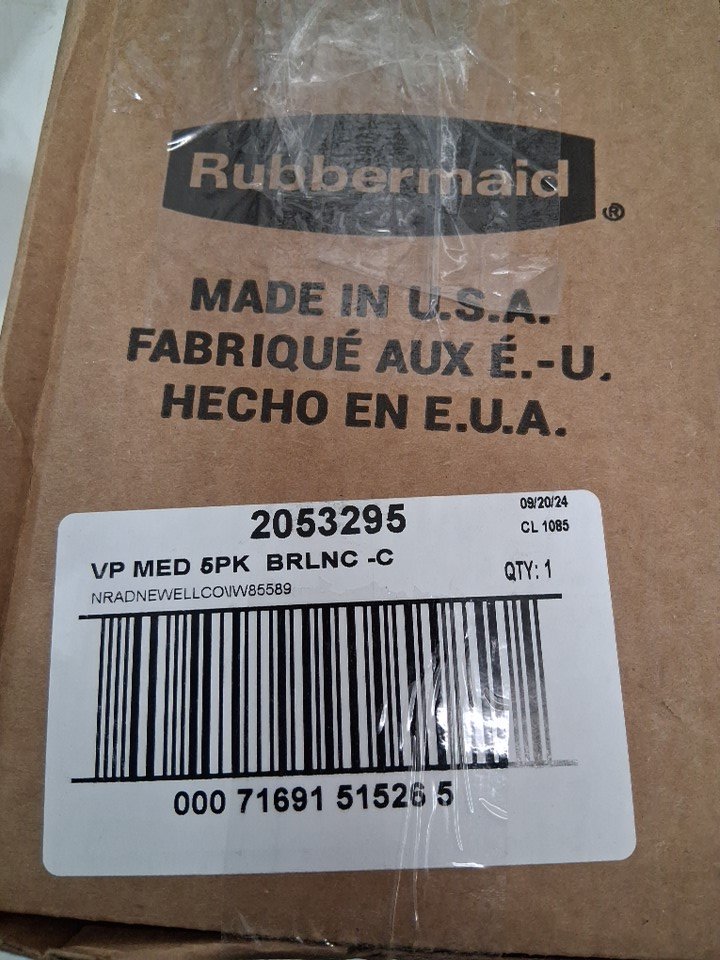 Rubbermaid®
MADE IN U.S.A.
FABRIQUÉ AUX É.-U.
HECHO EN E.U.A.
2053295
09/20/24
CL 1085
VP MED 5PK BRLNC -C
QTY: 1
NRADNEWELLCO\IW85589
000 71691 51526 5